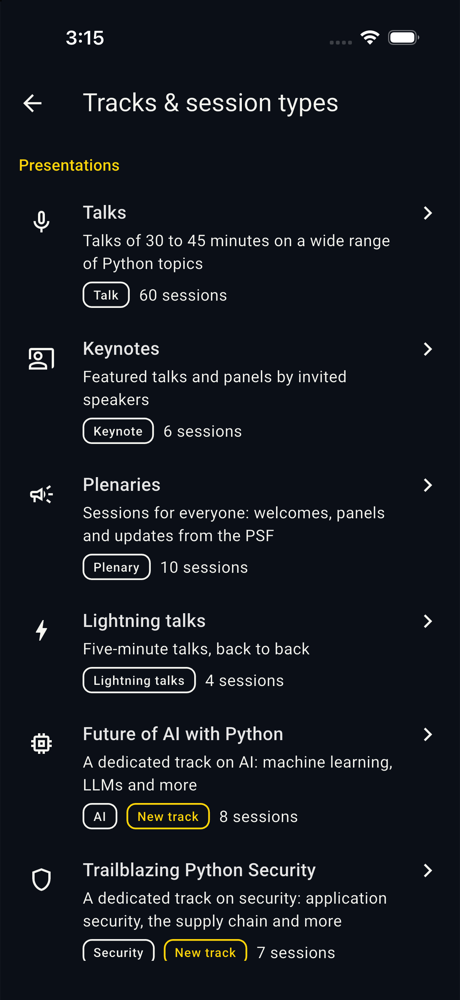 3:15
Tracks & session types
Presentations
Talks
Talks of 30 to 45 minutes on a wide range
of Python topics
Talk 60 sessions
Keynotes
Featured talks and panels by invited
speakers
Keynote 6 sessions
Plenaries
Sessions for everyone: welcomes, panels
and updates from the PSF
Plenary 10 sessions
Lightning talks
Five-minute talks, back to back
Lightning talks 4 sessions
Future of AI with Python
A dedicated track on AI: machine learning,
LLMs and more
AI New track 8 sessions
Trailblazing Python Security
A dedicated track on security: application
security, the supply chain and more
Security New track 7 sessions